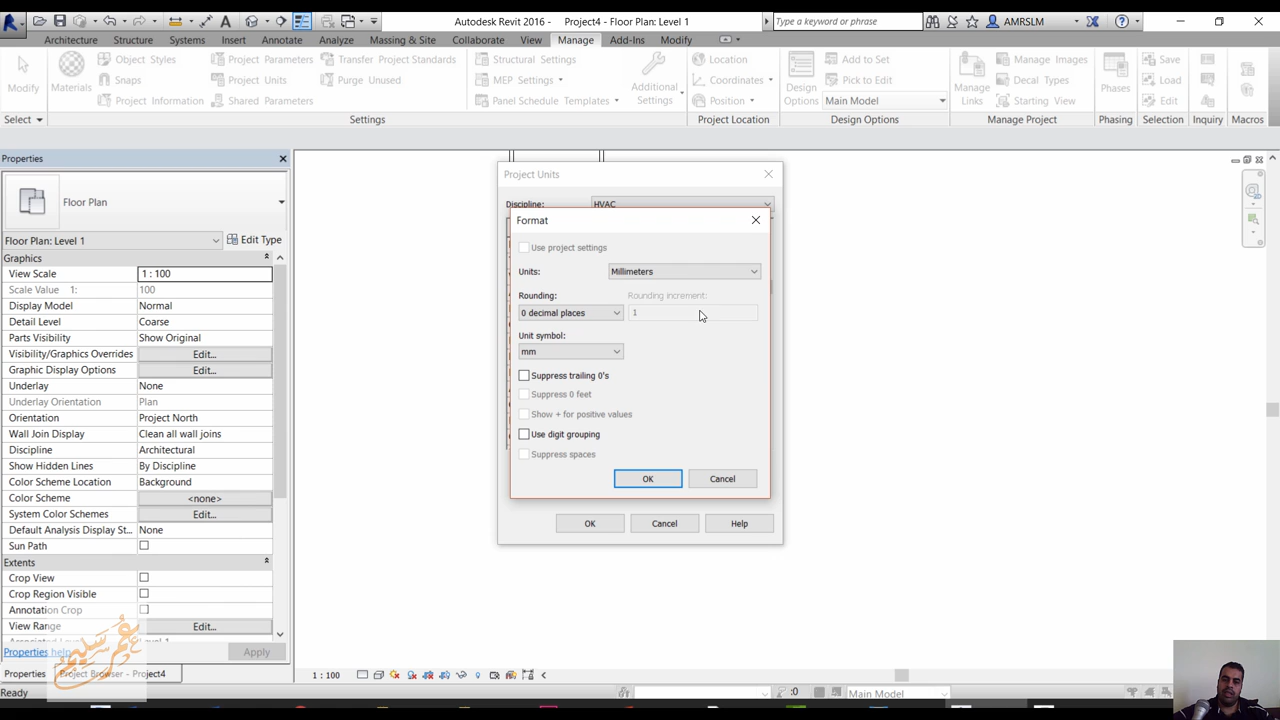 Autodesk Revit 2016 - Project4 - Floor Plan: Level 1
Type a keyword or phrase
AMRSLM
Architecture Structure Systems Insert Annotate Analyze Massing & Site Collaborate View Manage Add-Ins Modify
Modify
Materials
Object Styles
Snaps
Project Information
Project Parameters
Project Units
Shared Parameters
Transfer Project Standards
Purge Unused
Structural Settings
MEP Settings
Panel Schedule Templates
Additional
Settings
Location
Coordinates
Position
Design
Options
Add to Set
Pick to Edit
Main Model
Manage
Links
Manage Images
Decal Types
Starting View
Phases
Save
Load
Edit
Select
Settings
Project Location
Design Options
Manage Project
Phasing
Selection
Inquiry
Macros
Properties
Floor Plan
Floor Plan: Level 1
Edit Type
Graphics
View Scale 1 : 100
Scale Value 1: 100
Display Model Normal
Detail Level Coarse
Parts Visibility Show Original
Visibility/Graphics Overrides Edit...
Graphic Display Options Edit...
Underlay None
Underlay Orientation Plan
Orientation Project North
Wall Join Display Clean all wall joins
Discipline Architectural
Show Hidden Lines By Discipline
Color Scheme Location Background
Color Scheme <none>
System Color Schemes Edit...
Default Analysis Display St... None
Sun Path
Extents
Crop View
Crop Region Visible
Annotation Crop
View Range Edit...
Properties help
Apply
Properties
Project Browser - Project4
Ready
Project Units
Discipline: HVAC
Format
Use project settings
Units: Millimeters
Rounding: Rounding increment:
0 decimal places 1
Unit symbol:
mm
Suppress trailing 0's
Suppress 0 feet
Show + for positive values
Use digit grouping
Suppress spaces
OK Cancel
OK Cancel Help
1 : 100
:0
Main Model